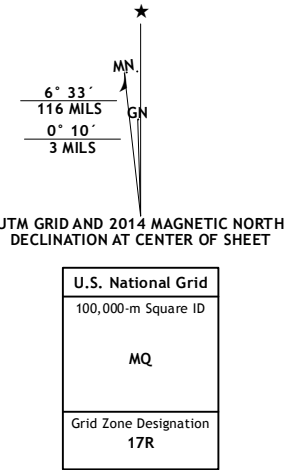 ★
MN.
6° 33´
116 MILS
GN
0° 10´
3 MILS
UTM GRID AND 2014 MAGNETIC NORTH
DECLINATION AT CENTER OF SHEET
U.S. National Grid
100,000-m Square ID
MQ
Grid Zone Designation
17R